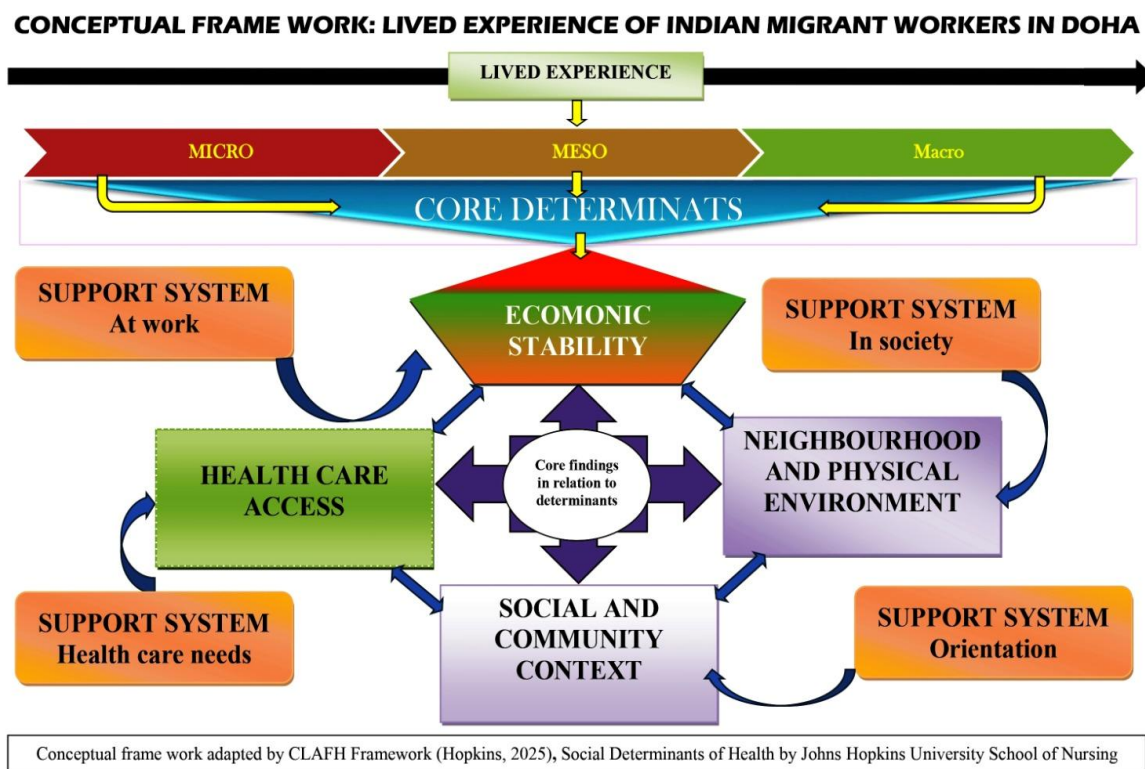 CONCEPTUAL FRAME WORK: LIVED EXPERIENCE OF INDIAN MIGRANT WORKERS IN DOHA
LIVED EXPERIENCE
MICRO
MESO
Macro
CORE DETERMINATS
SUPPORT SYSTEM
At work
ECOMONIC
STABILITY
SUPPORT SYSTEM
In society
HEALTH CARE
ACCESS
Core findings
in relation to
determinants
NEIGHBOURHOOD
AND PHYSICAL
ENVIRONMENT
SUPPORT SYSTEM
Health care needs
SOCIAL AND
COMMUNITY
CONTEXT
SUPPORT SYSTEM
Orientation
Conceptual frame work adapted by CLAFH Framework (Hopkins, 2025), Social Determinants of Health by Johns Hopkins University School of Nursing